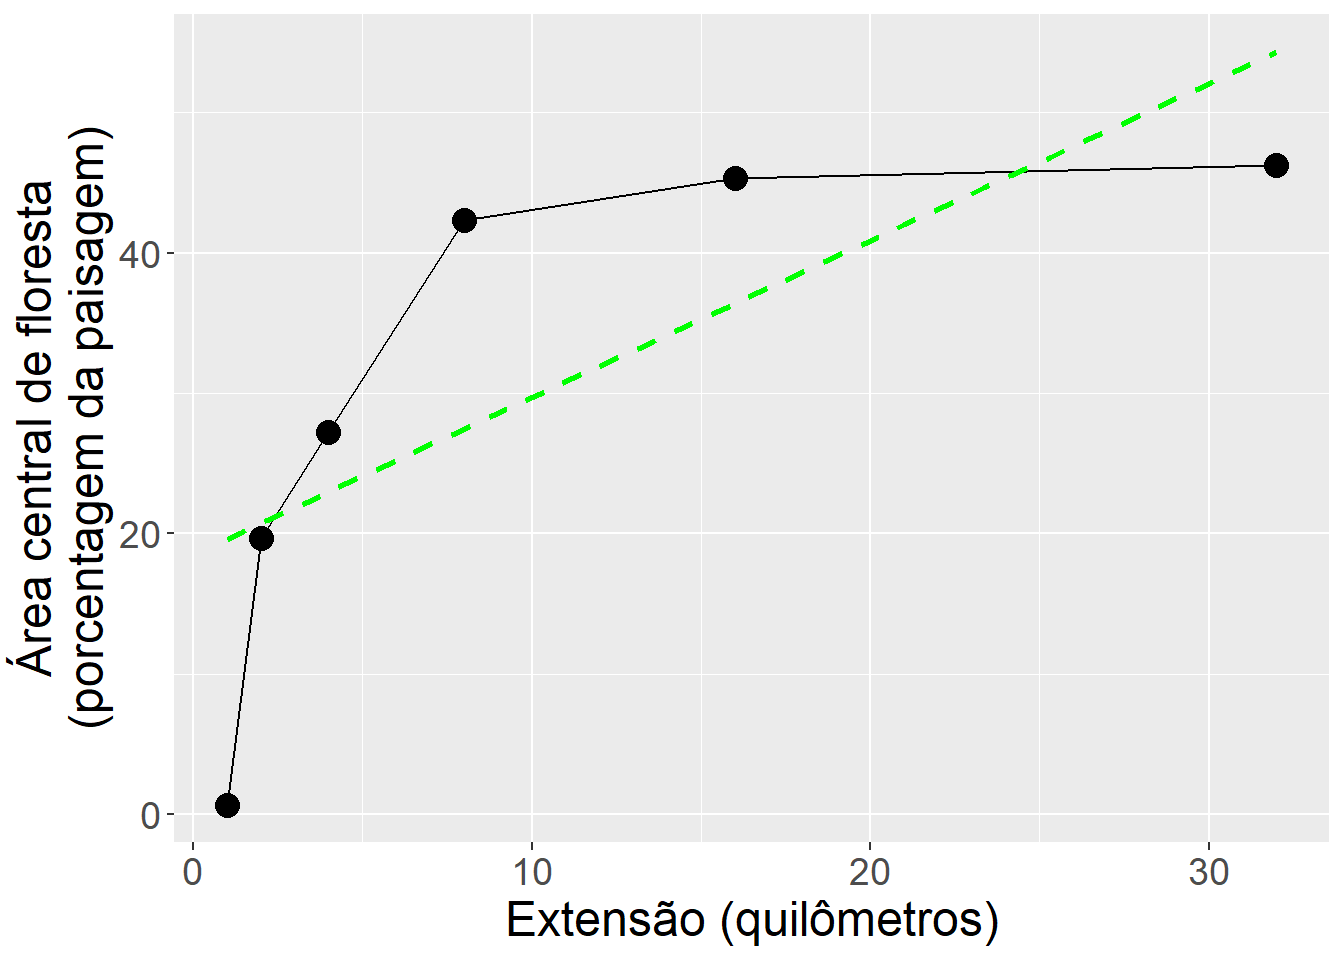 Área central de floresta
(porcentagem da paisagem)
40
20
0
0 10 20 30
Extensão (quilômetros)